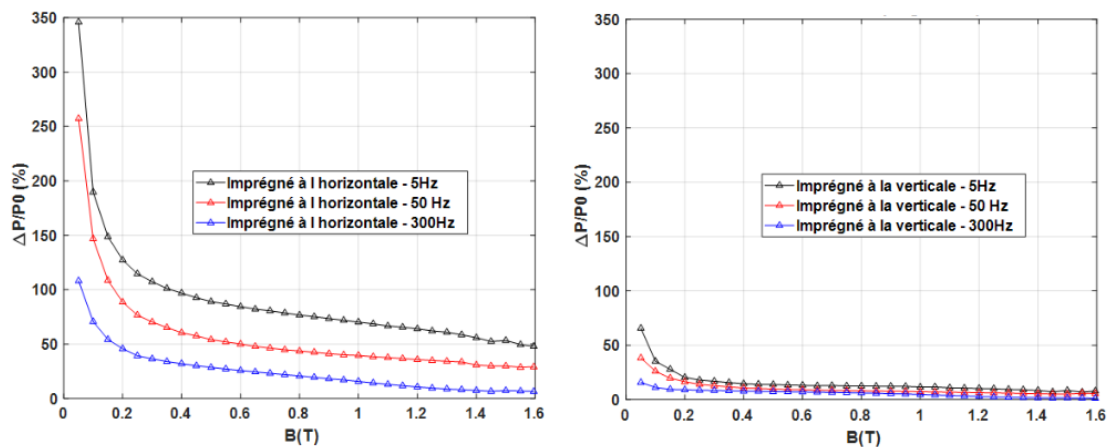 350
300
250
200
150
100
50
0
ΔP/P0 (%)
Imprégné à l horizontale - 5Hz
Imprégné à l horizontale - 50 Hz
Imprégné à l horizontale - 300Hz
0 0.2 0.4 0.6 0.8 1 1.2 1.4 1.6
B(T)
350
300
250
200
150
100
50
0
ΔP/P0 (%)
Imprégné à la verticale - 5Hz
Imprégné à la verticale - 50 Hz
Imprégné à la verticale - 300Hz
0 0.2 0.4 0.6 0.8 1 1.2 1.4 1.6
B(T)